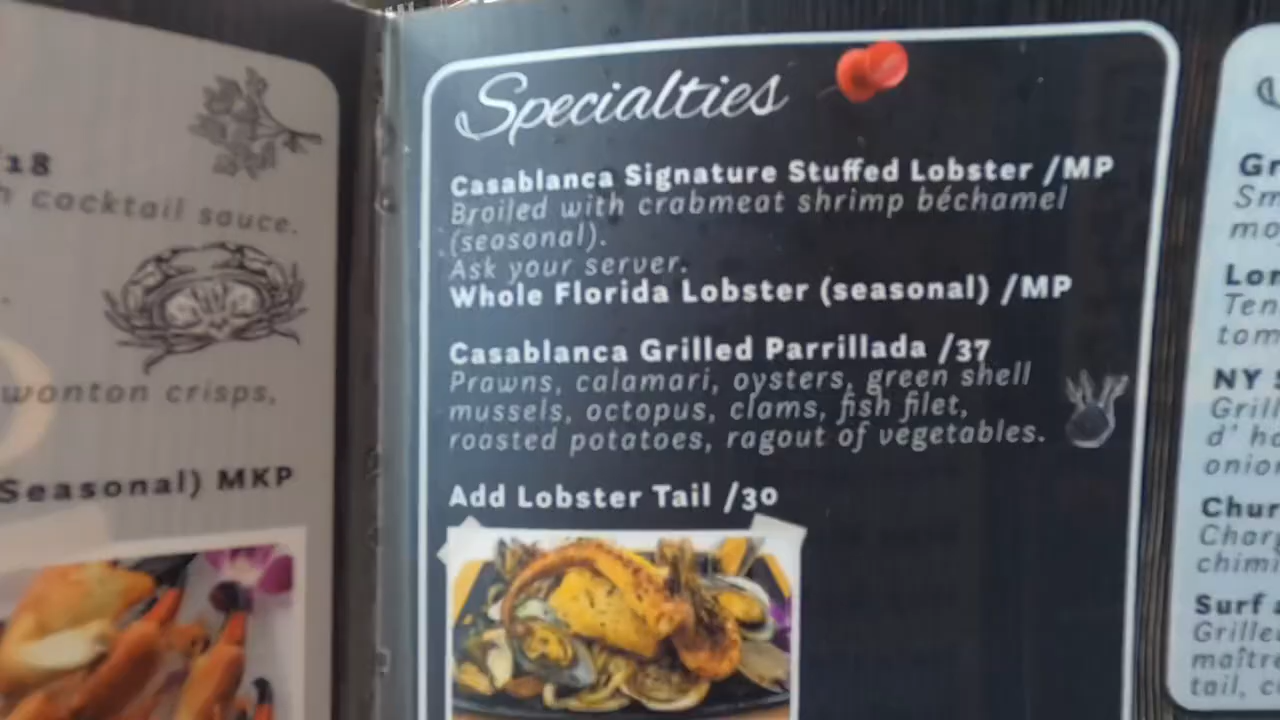 /18
cocktail sauce.
wonton crisps,
Seasonal) MKP
Specialties
Casablanca Signature Stuffed Lobster /MP
Broiled with crabmeat shrimp béchamel
(seasonal).
Ask your server.
Whole Florida Lobster (seasonal) /MP
Casablanca Grilled Parrillada /37
Prawns, calamari, oysters, green shell
mussels, octopus, clams, fish filet,
roasted potatoes, ragout of vegetables.
Add Lobster Tail /30
NY
d'
Surf